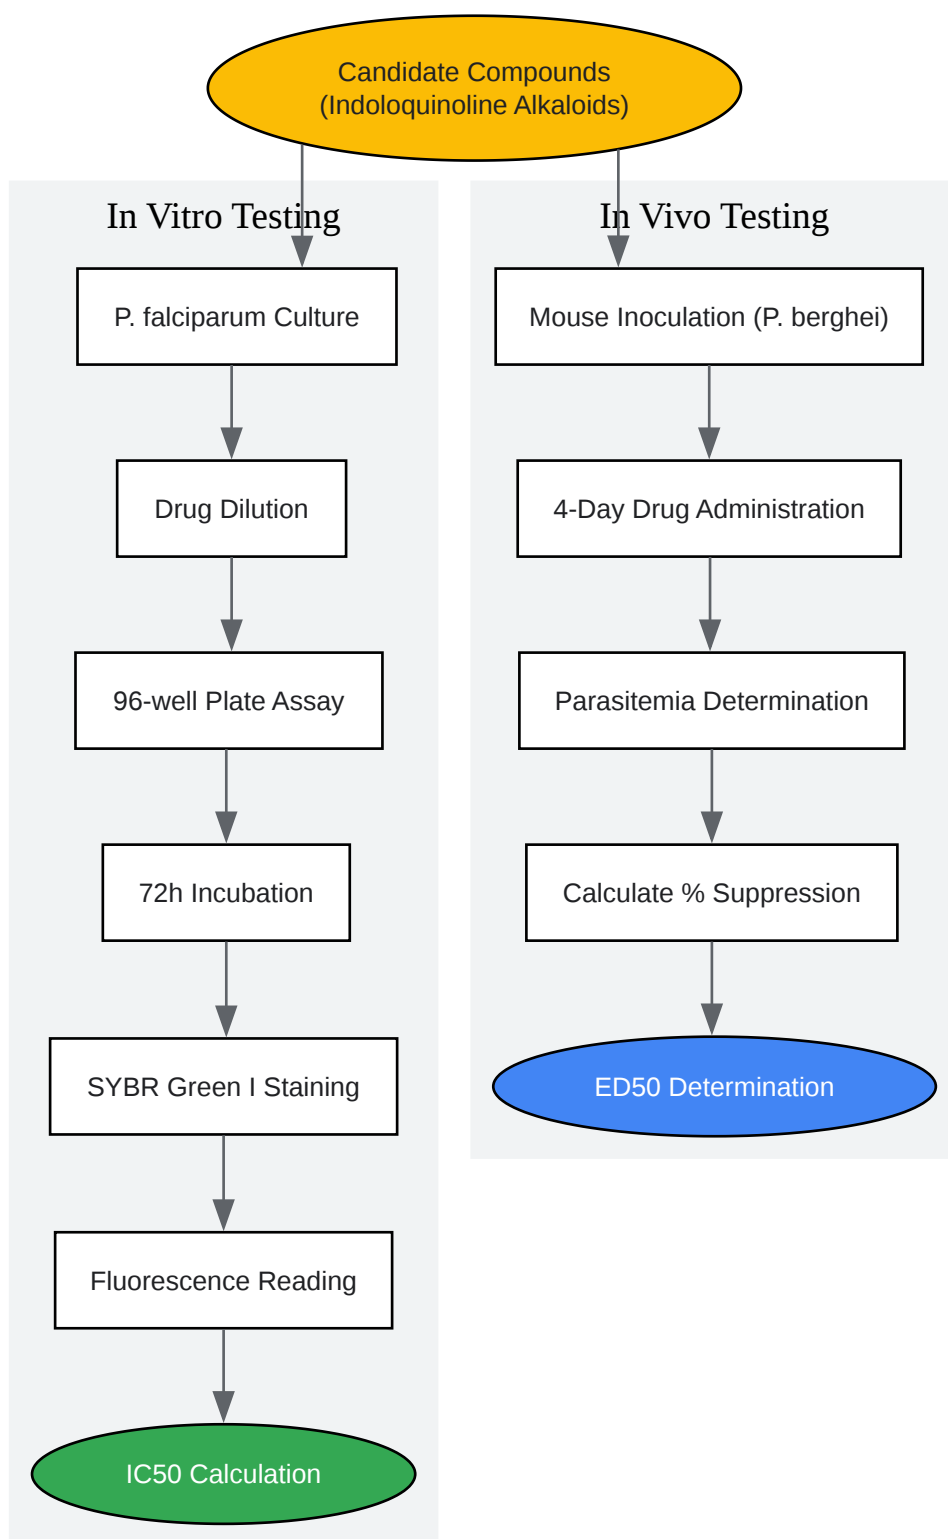 Candidate Compounds
(Indoloquinoline Alkaloids)
In Vitro Testing
P. falciparum Culture
Drug Dilution
96-well Plate Assay
72h Incubation
SYBR Green I Staining
Fluorescence Reading
IC50 Calculation
In Vivo Testing
Mouse Inoculation (P. berghei)
4-Day Drug Administration
Parasitemia Determination
Calculate % Suppression
ED50 Determination